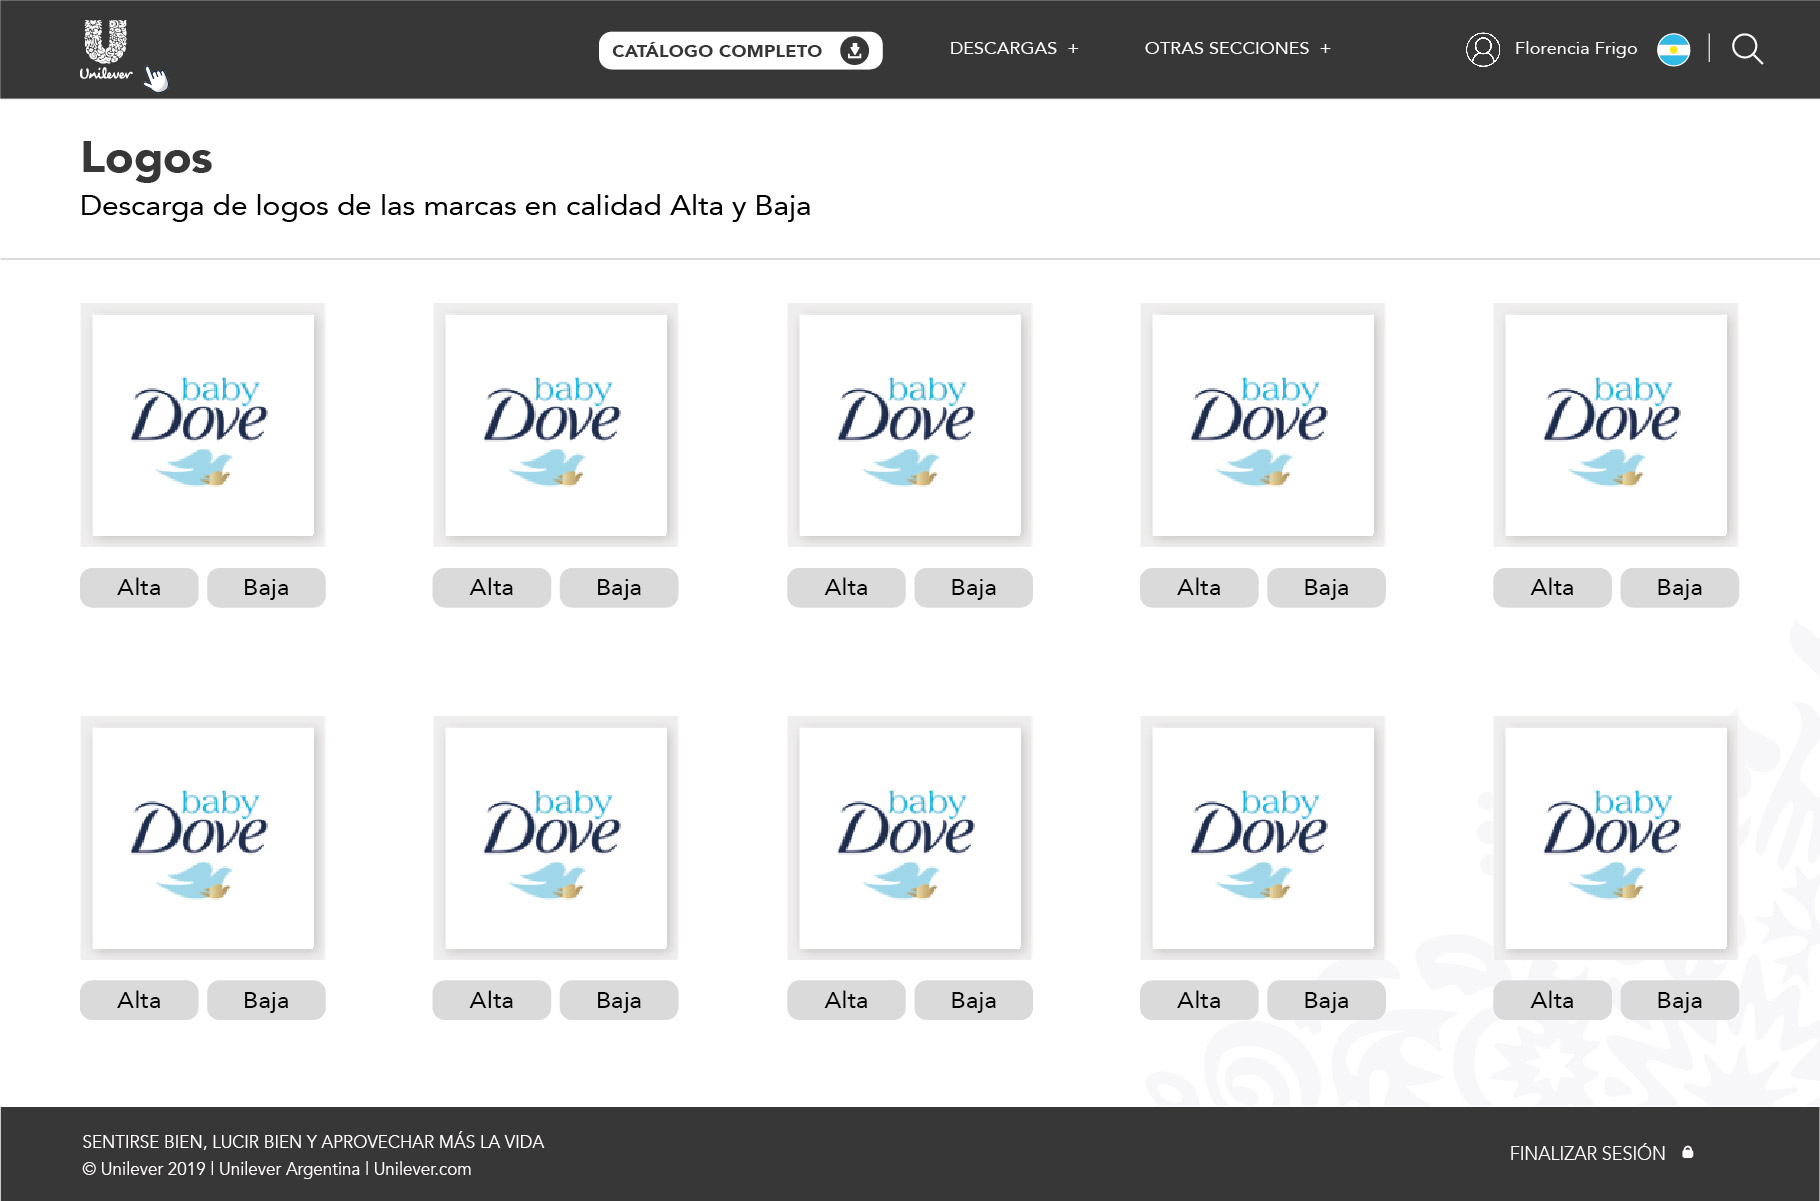 Unilever
CATÁLOGO COMPLETO
DESCARGAS +
OTRAS SECCIONES +
Florencia Frigo
Logos
Descarga de logos de las marcas en calidad Alta y Baja
baby
Dove
baby
Dove
baby
Dove
baby
Dove
baby
Dove
Alta Baja
Alta Baja
Alta Baja
Alta Baja
Alta Baja
baby
Dove
baby
Dove
baby
Dove
baby
Dove
baby
Dove
Alta Baja
Alta Baja
Alta Baja
Alta Baja
Alta Baja
SENTIRSE BIEN, LUCIR BIEN Y APROVECHAR MÁS LA VIDA
© Unilever 2019 | Unilever Argentina | Unilever.com
FINALIZAR SESIÓN